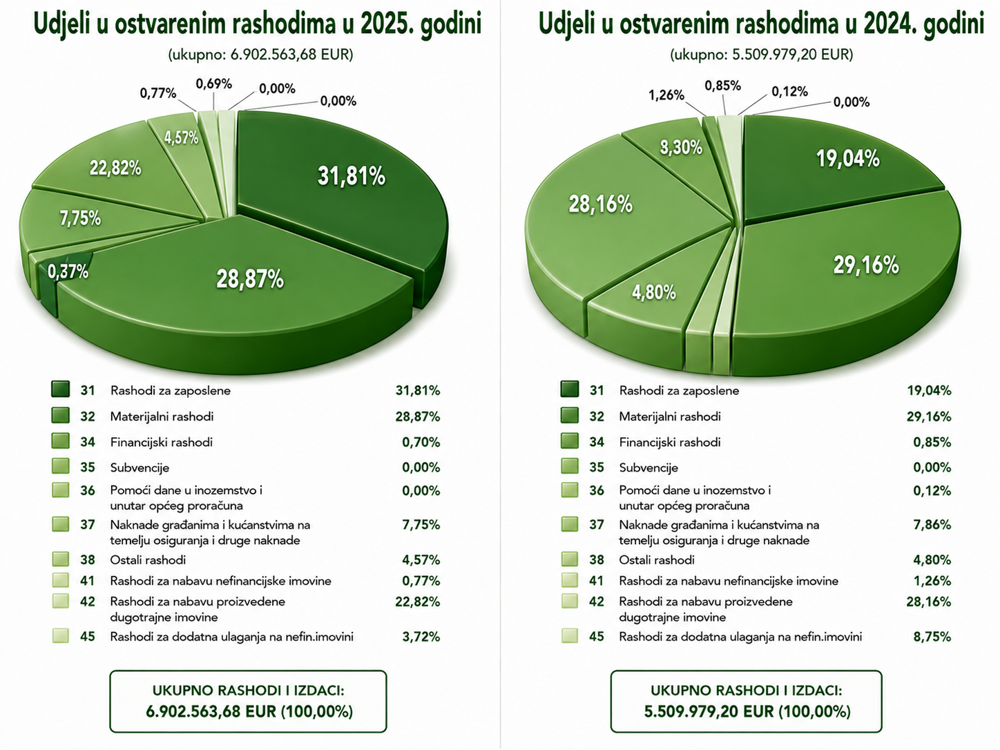 Udjeli u ostvarenim rashodima u 2025. godini
(ukupno: 6.902.563,68 EUR)
0,77%
0,69%
0,00%
0,00%
4,57%
22,82%
31,81%
7,75%
0,37%
28,87%
31 Rashodi za zaposlene 31,81%
32 Materijalni rashodi 28,87%
34 Financijski rashodi 0,70%
35 Subvencije 0,00%
36 Pomoći dane u inozemstvo i 0,00%
unutar općeg proračuna
37 Naknade građanima i kućanstvima na 7,75%
temelju osiguranja i druge naknade
38 Ostali rashodi 4,57%
41 Rashodi za nabavu nefinancijske imovine 0,77%
42 Rashodi za nabavu proizvedene 22,82%
dugotrajne imovine
45 Rashodi za dodatna ulaganja na nefin.imovini 3,72%
UKUPNO RASHODI I IZDACI:
6.902.563,68 EUR (100,00%)
Udjeli u ostvarenim rashodima u 2024. godini
(ukupno: 5.509.979,20 EUR)
1,26%
0,85%
0,12%
0,00%
8,30%
19,04%
28,16%
29,16%
4,80%
31 Rashodi za zaposlene 19,04%
32 Materijalni rashodi 29,16%
34 Financijski rashodi 0,85%
35 Subvencije 0,00%
36 Pomoći dane u inozemstvo i 0,12%
unutar općeg proračuna
37 Naknade građanima i kućanstvima na 7,86%
temelju osiguranja i druge naknade
38 Ostali rashodi 4,80%
41 Rashodi za nabavu nefinancijske imovine 1,26%
42 Rashodi za nabavu proizvedene 28,16%
dugotrajne imovine
45 Rashodi za dodatna ulaganja na nefin.imovini 8,75%
UKUPNO RASHODI I IZDACI:
5.509.979,20 EUR (100,00%)